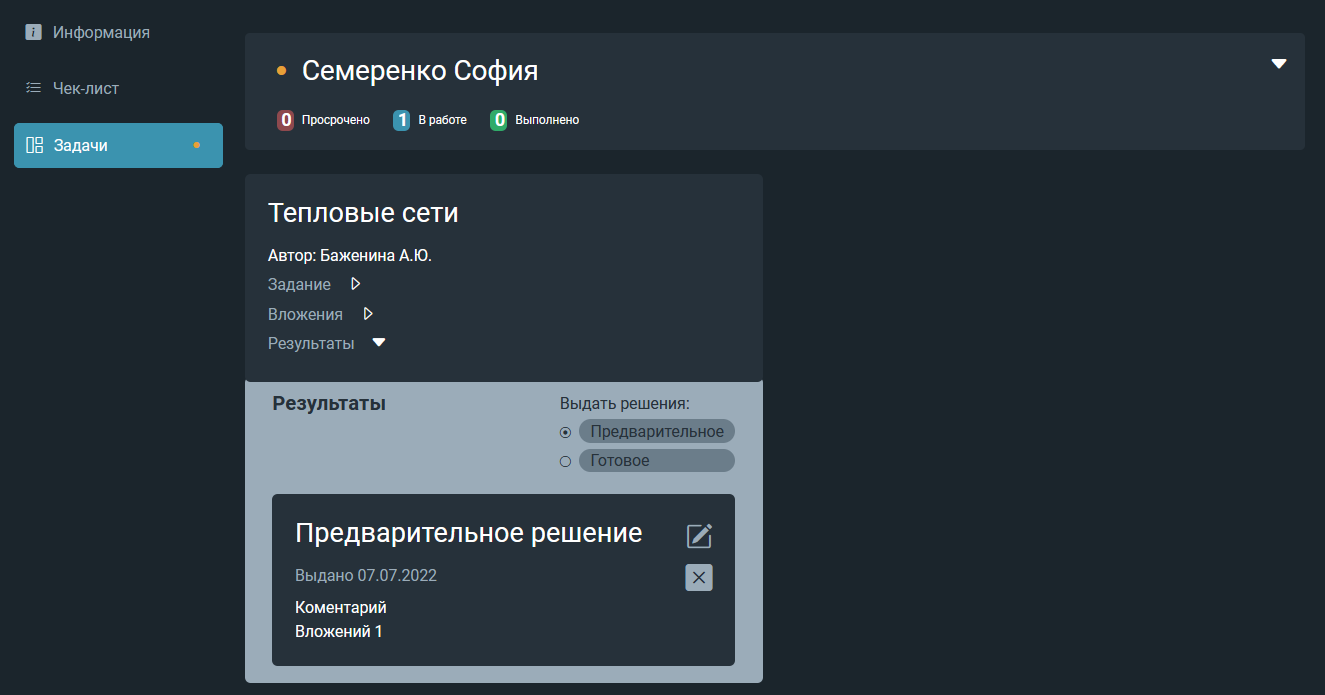 Информация
Чек-лист
Задачи
Семеренко София
0 Просрочено 1 В работе 0 Выполнено
Тепловые сети
Автор: Баженина А.Ю.
Задание
Вложения
Результаты
Результаты
Выдать решения:
Предварительное
Готовое
Предварительное решение
Выдано 07.07.2022
Коментарий
Вложений 1